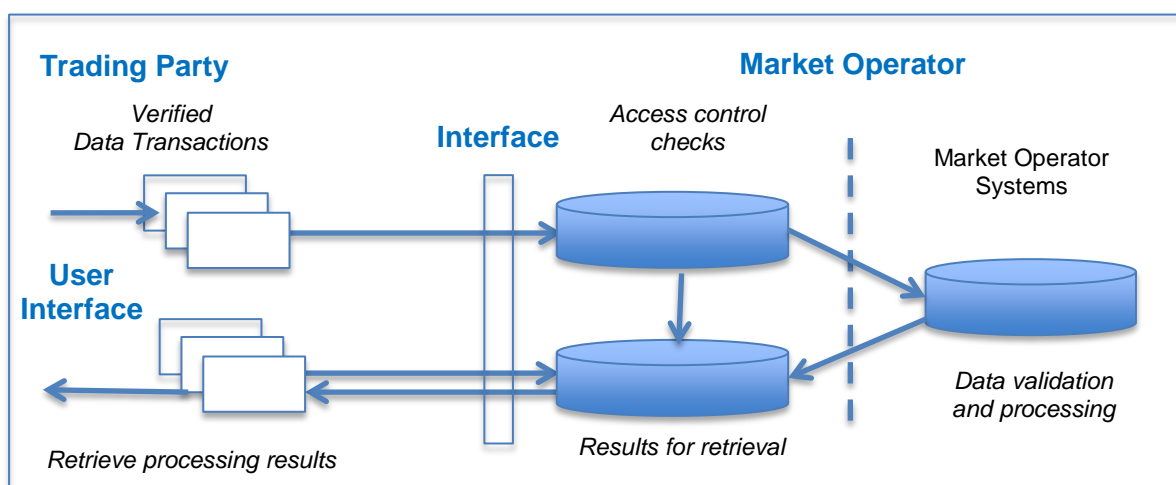 Trading Party
Market Operator
Verified
Data Transactions
Interface
Access control
checks
Market Operator
Systems
User
Interface
Data validation
and processing
Retrieve processing results
Results for retrieval